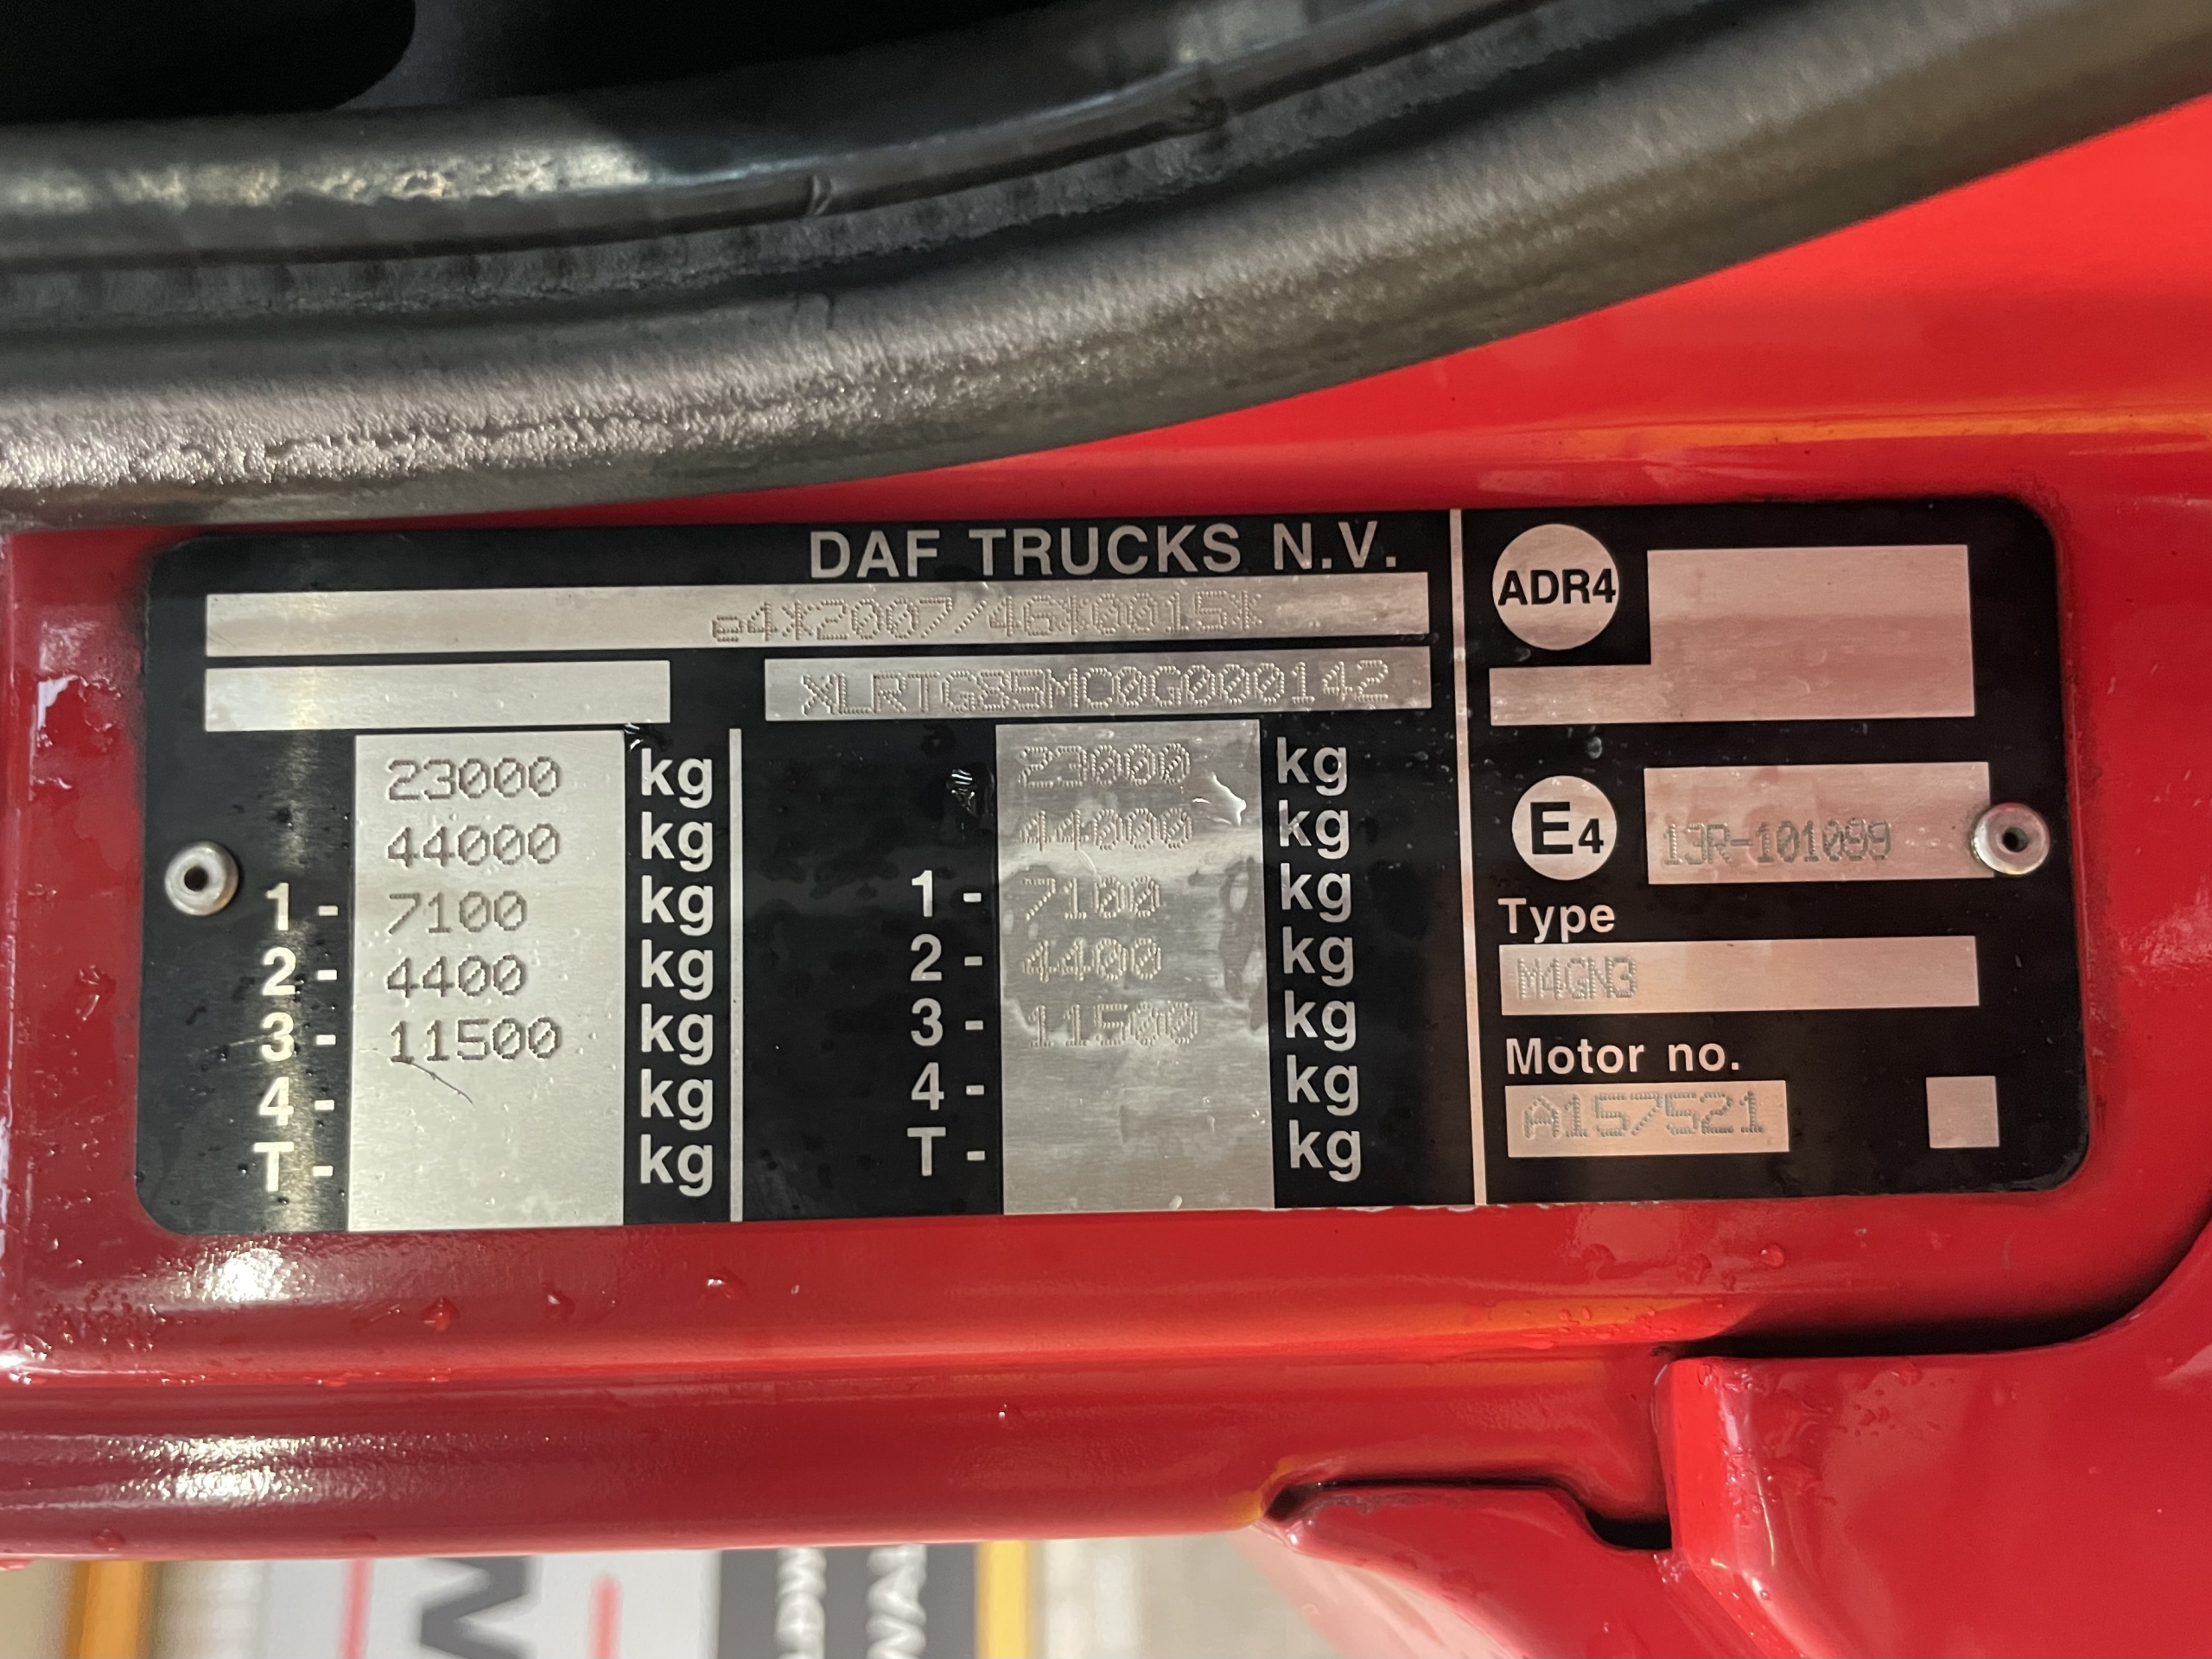 DAF TRUCKS N.V.
e4*2007/46*0015*
XLRTG85MC0G000142
23000 kg 23000 kg
44000 kg 44000 kg
1 - 7100 kg 1 - 7100 kg
2 - 4400 kg 2 - 4400 kg
3 - 11500 kg 3 - 11500 kg
4 - kg 4 - kg
T - kg T - kg
ADR4
E4 13R-101099
Type
M4GN3
Motor no.
A157521